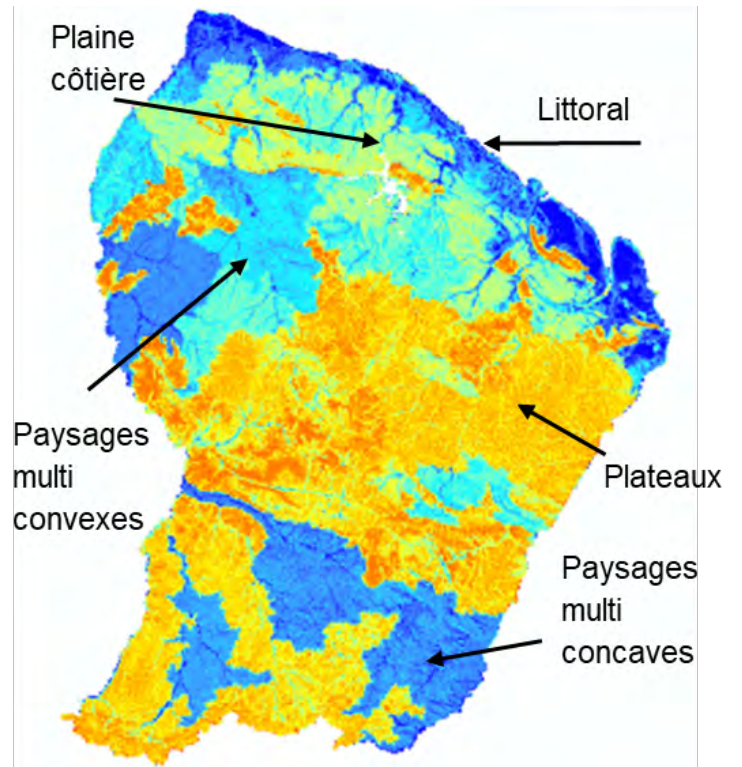 Plaine
côtière
Littoral
Paysages
multi
convexes
Plateaux
Paysages
multi
concaves